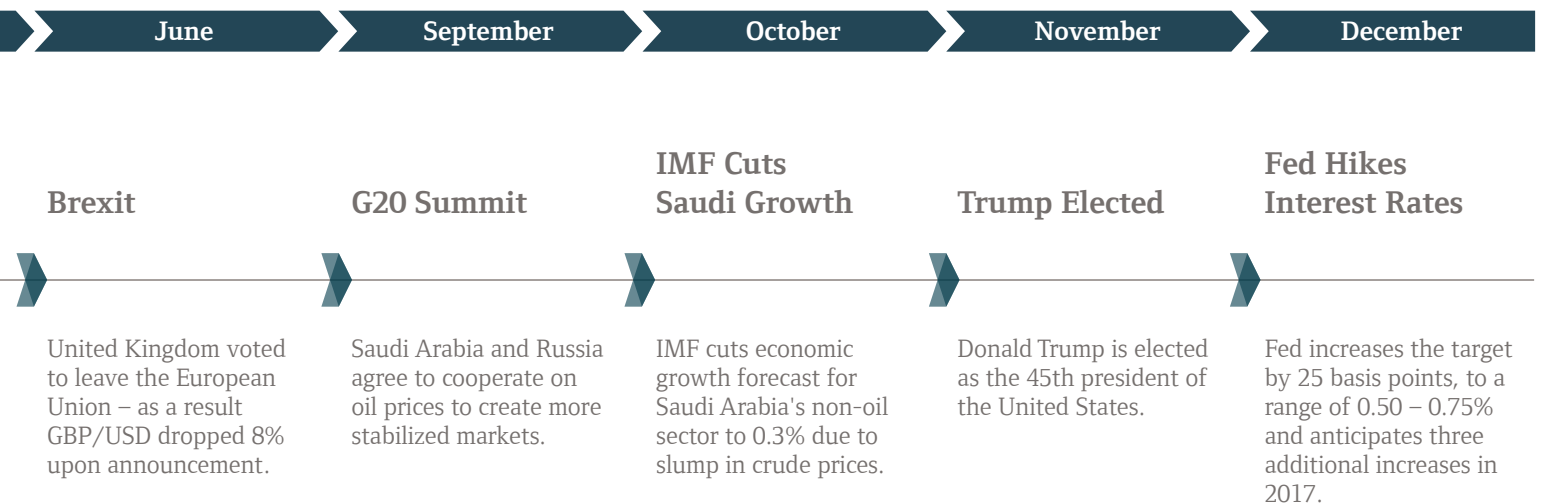 June
September
October
November
December
Brexit
G20 Summit
IMF Cuts
Saudi Growth
Trump Elected
Fed Hikes
Interest Rates
United Kingdom voted
to leave the European
Union – as a result
GBP/USD dropped 8%
upon announcement.
Saudi Arabia and Russia
agree to cooperate on
oil prices to create more
stabilized markets.
IMF cuts economic
growth forecast for
Saudi Arabia's non-oil
sector to 0.3% due to
slump in crude prices.
Donald Trump is elected
as the 45th president of
the United States.
Fed increases the target
by 25 basis points, to a
range of 0.50 – 0.75%
and anticipates three
additional increases in
2017.